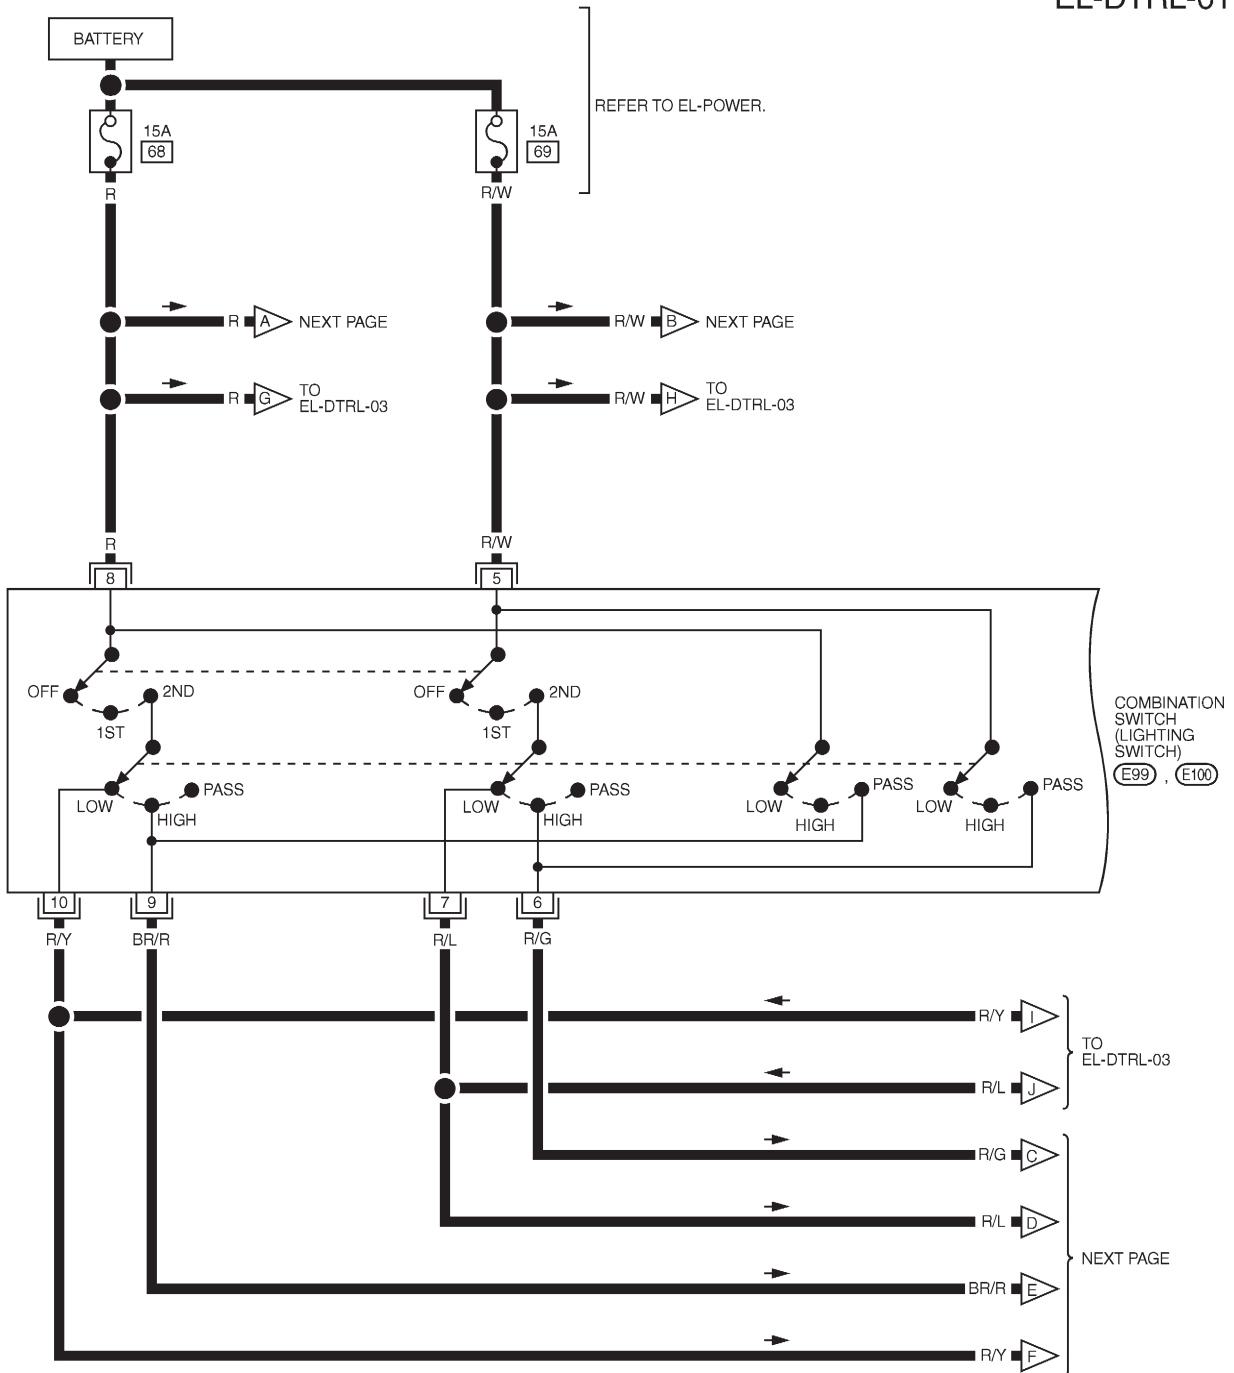 EL-DTRL-01
BATTERY
REFER TO EL-POWER.
15A
68
15A
69
R
R/W
R
A
NEXT PAGE
R/W
B
NEXT PAGE
R
G
TO
EL-DTRL-03
R/W
H
TO
EL-DTRL-03
R
R/W
8
5
OFF
2ND
1ST
OFF
2ND
1ST
COMBINATION
SWITCH
(LIGHTING
SWITCH)
E99 , E100
LOW
HIGH
PASS
LOW
HIGH
PASS
LOW
HIGH
PASS
LOW
HIGH
PASS
10
9
7
6
R/Y
BR/R
R/L
R/G
R/Y
I
R/L
J
TO
EL-DTRL-03
R/G
C
R/L
D
NEXT PAGE
BR/R
E
R/Y
F